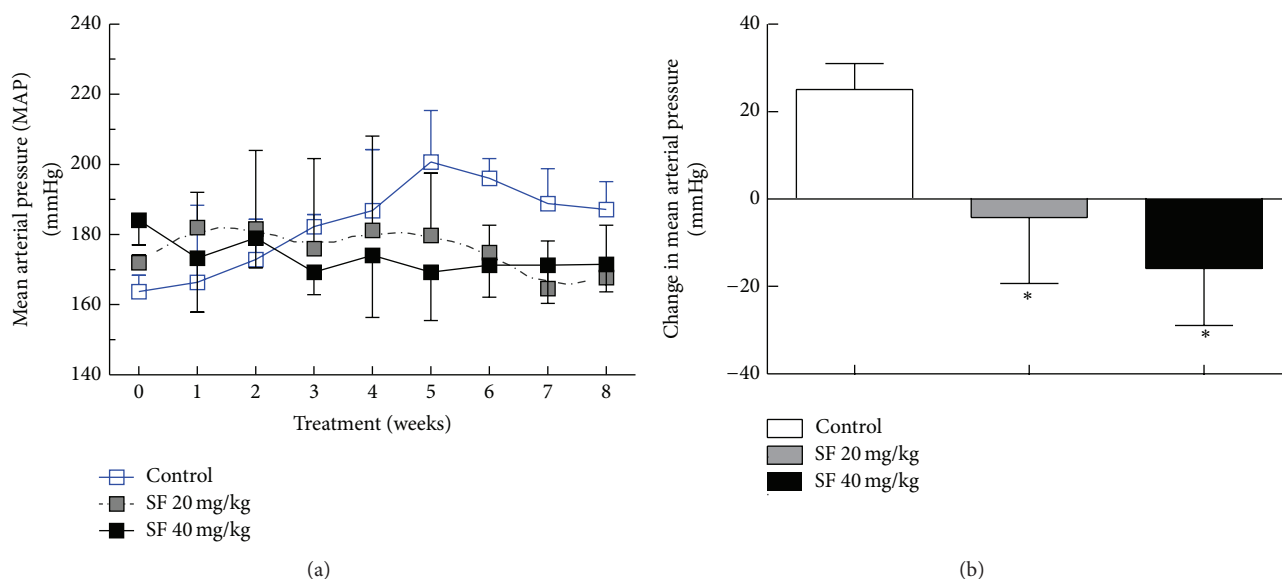 240
220
200
180
160
140
Mean arterial pressure (MAP)
(mmHg)
0 1 2 3 4 5 6 7 8
Treatment (weeks)
Control
SF 20 mg/kg
SF 40 mg/kg
(a)
40
20
0
−20
−40
Change in mean arterial pressure
(mmHg)
*
*
Control
SF 20 mg/kg
SF 40 mg/kg
(b)